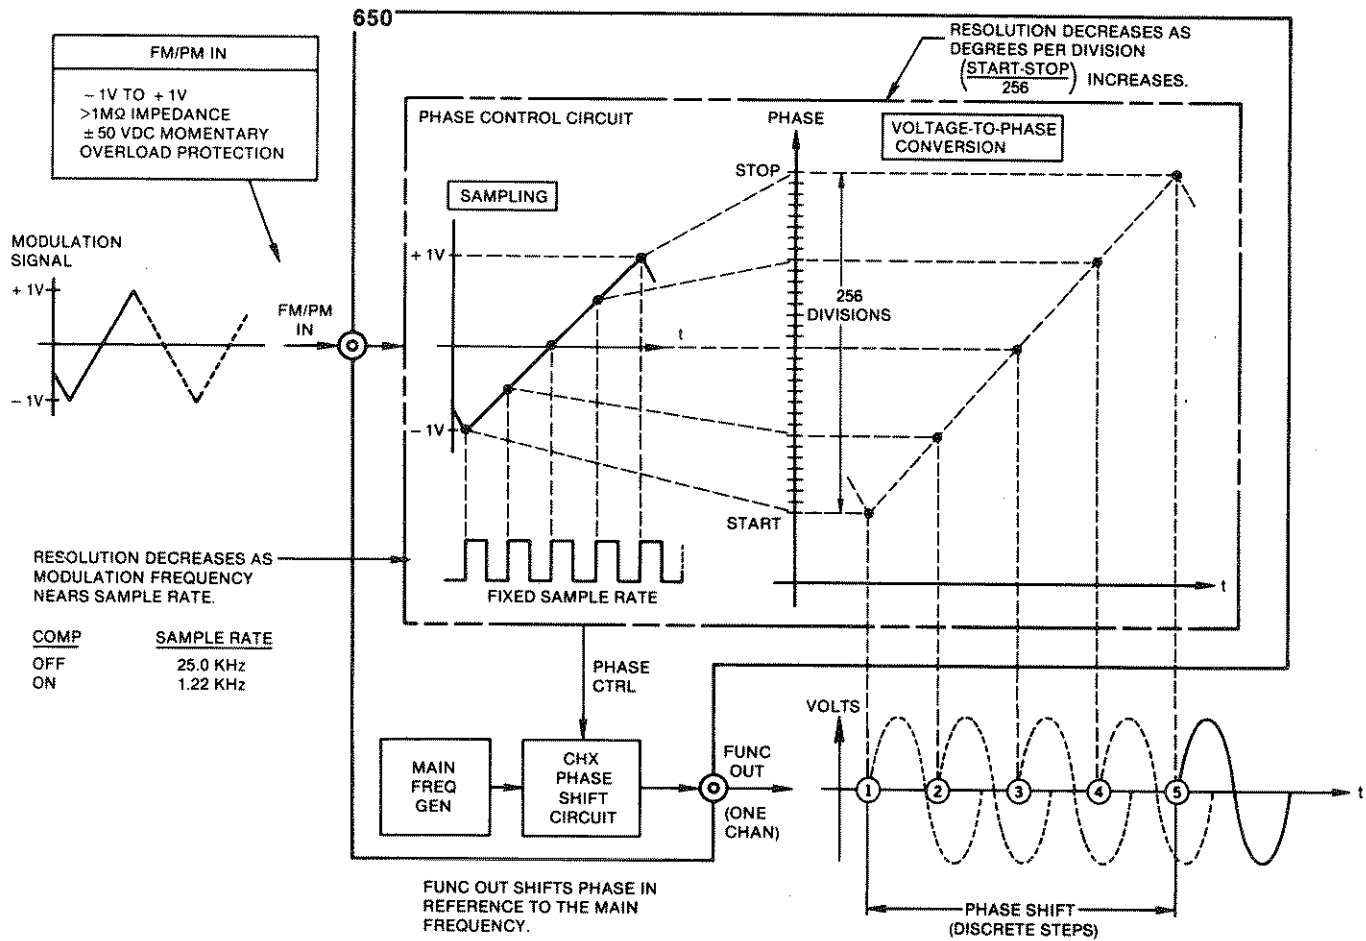 650
FM/PM IN
– 1V TO + 1V
>1MΩ IMPEDANCE
± 50 VDC MOMENTARY
OVERLOAD PROTECTION
RESOLUTION DECREASES AS
DEGREES PER DIVISION
(START-STOP / 256) INCREASES.
PHASE CONTROL CIRCUIT
PHASE
VOLTAGE-TO-PHASE
CONVERSION
STOP
SAMPLING
MODULATION
SIGNAL
+ 1V
– 1V
FM/PM
IN
+ 1V
t
– 1V
256
DIVISIONS
START
t
FIXED SAMPLE RATE
RESOLUTION DECREASES AS
MODULATION FREQUENCY
NEARS SAMPLE RATE.
COMP SAMPLE RATE
OFF 25.0 KHz
ON 1.22 KHz
PHASE
CTRL
MAIN
FREQ
GEN
CHX
PHASE
SHIFT
CIRCUIT
FUNC
OUT
(ONE
CHAN)
VOLTS
1 2 3 4 5
t
FUNC OUT SHIFTS PHASE IN
REFERENCE TO THE MAIN
FREQUENCY.
PHASE SHIFT
(DISCRETE STEPS)